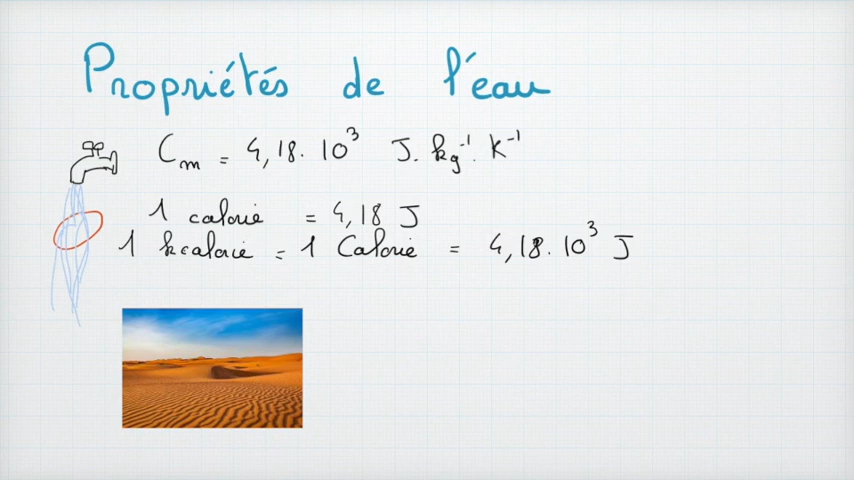 Propriétés de l'eau
Cm = 4,18. 10³ J. kg⁻¹. K⁻¹
1 calorie = 4,18 J
1 kcalorie = 1 Calorie = 4,18. 10³ J